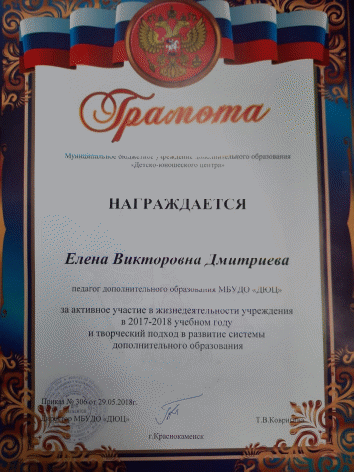 Грамота
Муниципальное бюджетное учреждение дополнительного образования
«Детско-юношеского центра»
НАГРАЖДАЕТСЯ
Елена Викторовна Дмитриева
педагог дополнительного образования МБУДО «ДЮЦ»
за активное участие в жизнедеятельности учреждения
в 2017-2018 учебном году
и творческий подход в развитие системы
дополнительного образования
Приказ № 306 от 29.05.2018г.
МБУДО «ДЮЦ»
г.Краснокаменск